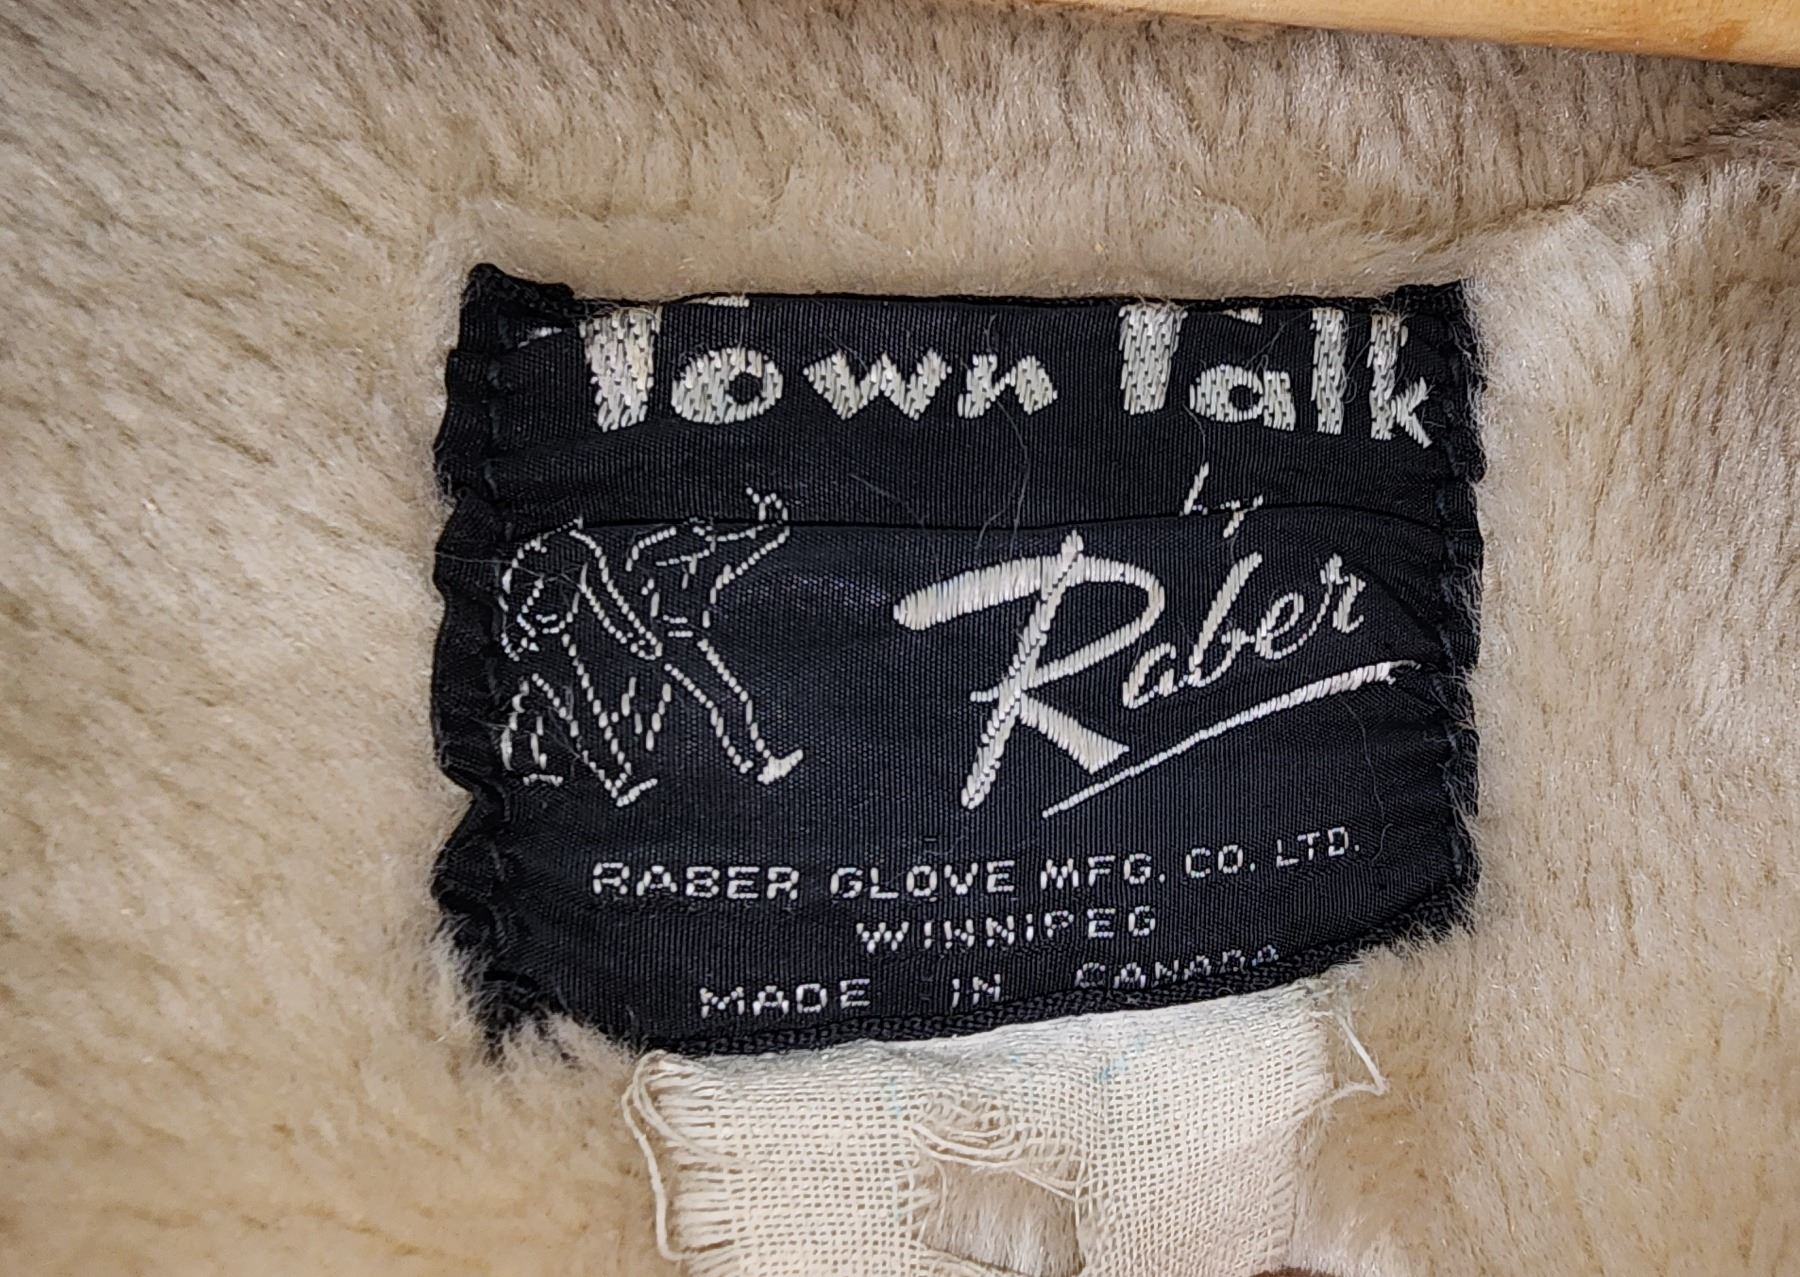 Town Talk
by
Raber
RABER GLOVE MFG. CO. LTD.
WINNIPEG
MADE IN CANADA